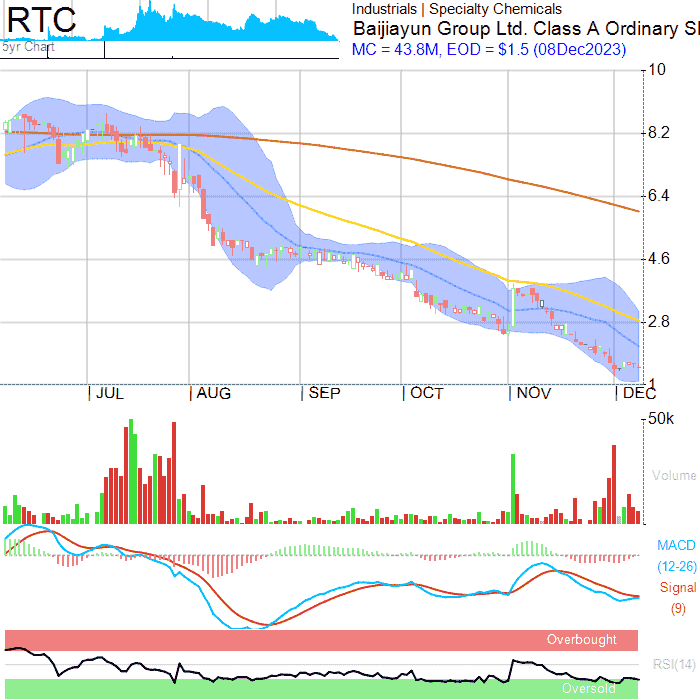 RTC
5yr Chart
Industrials | Specialty Chemicals
Baijiayun Group Ltd. Class A Ordinary S
MC = 43.8M, EOD = $1.5 (08Dec2023)
10
8.2
6.4
4.6
2.8
1
JUL AUG SEP OCT NOV DEC
50k
Volume
MACD
(12-26)
Signal
(9)
Overbought
RSI(14)
Oversold